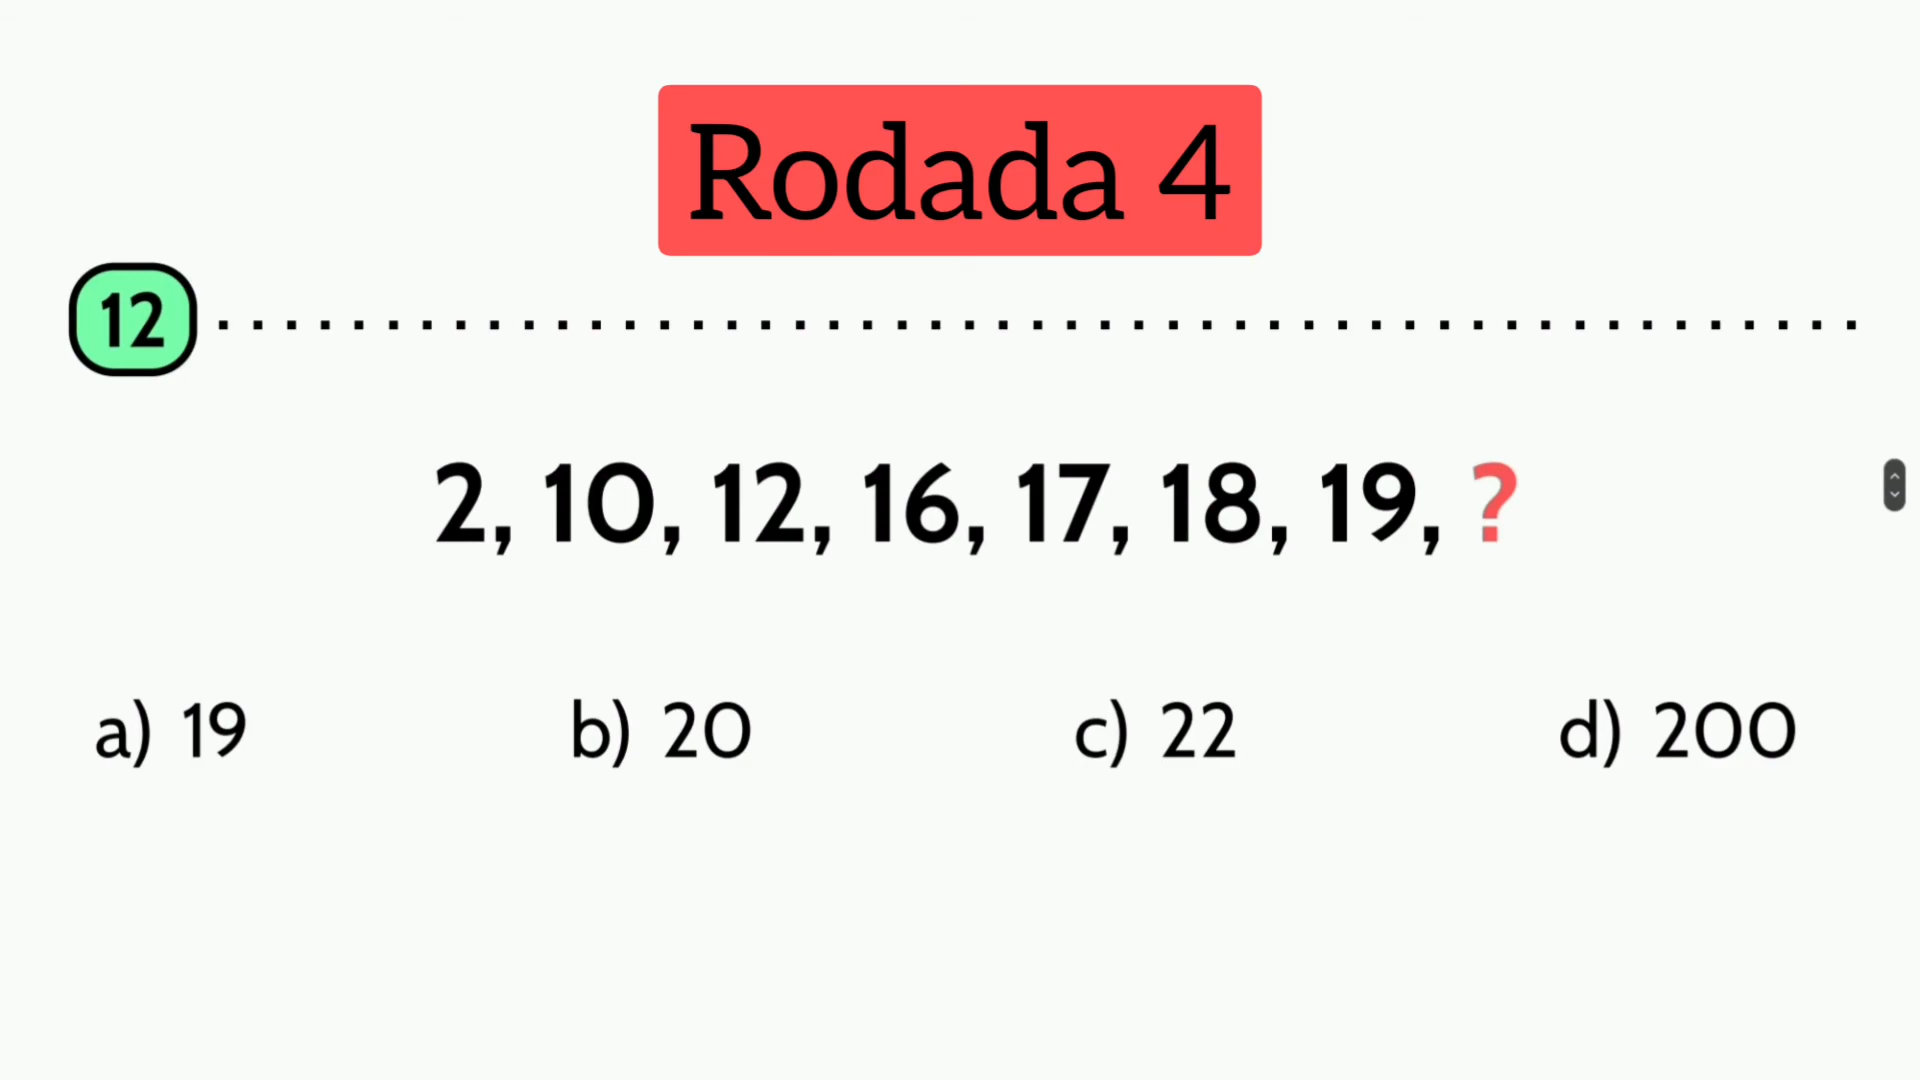 Rodada 4
12
2, 10, 12, 16, 17, 18, 19, ?
a) 19 b) 20 c) 22 d) 200